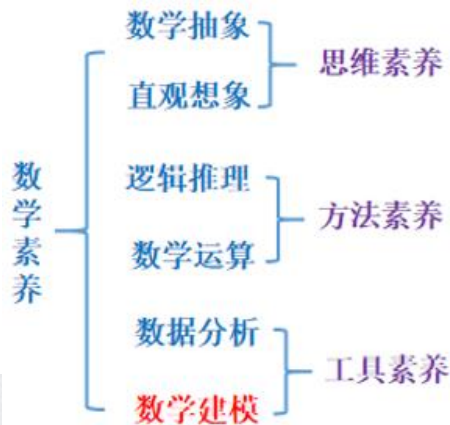 数学素养
数学抽象
直观想象
思维素养
逻辑推理
数学运算
方法素养
数据分析
数学建模
工具素养